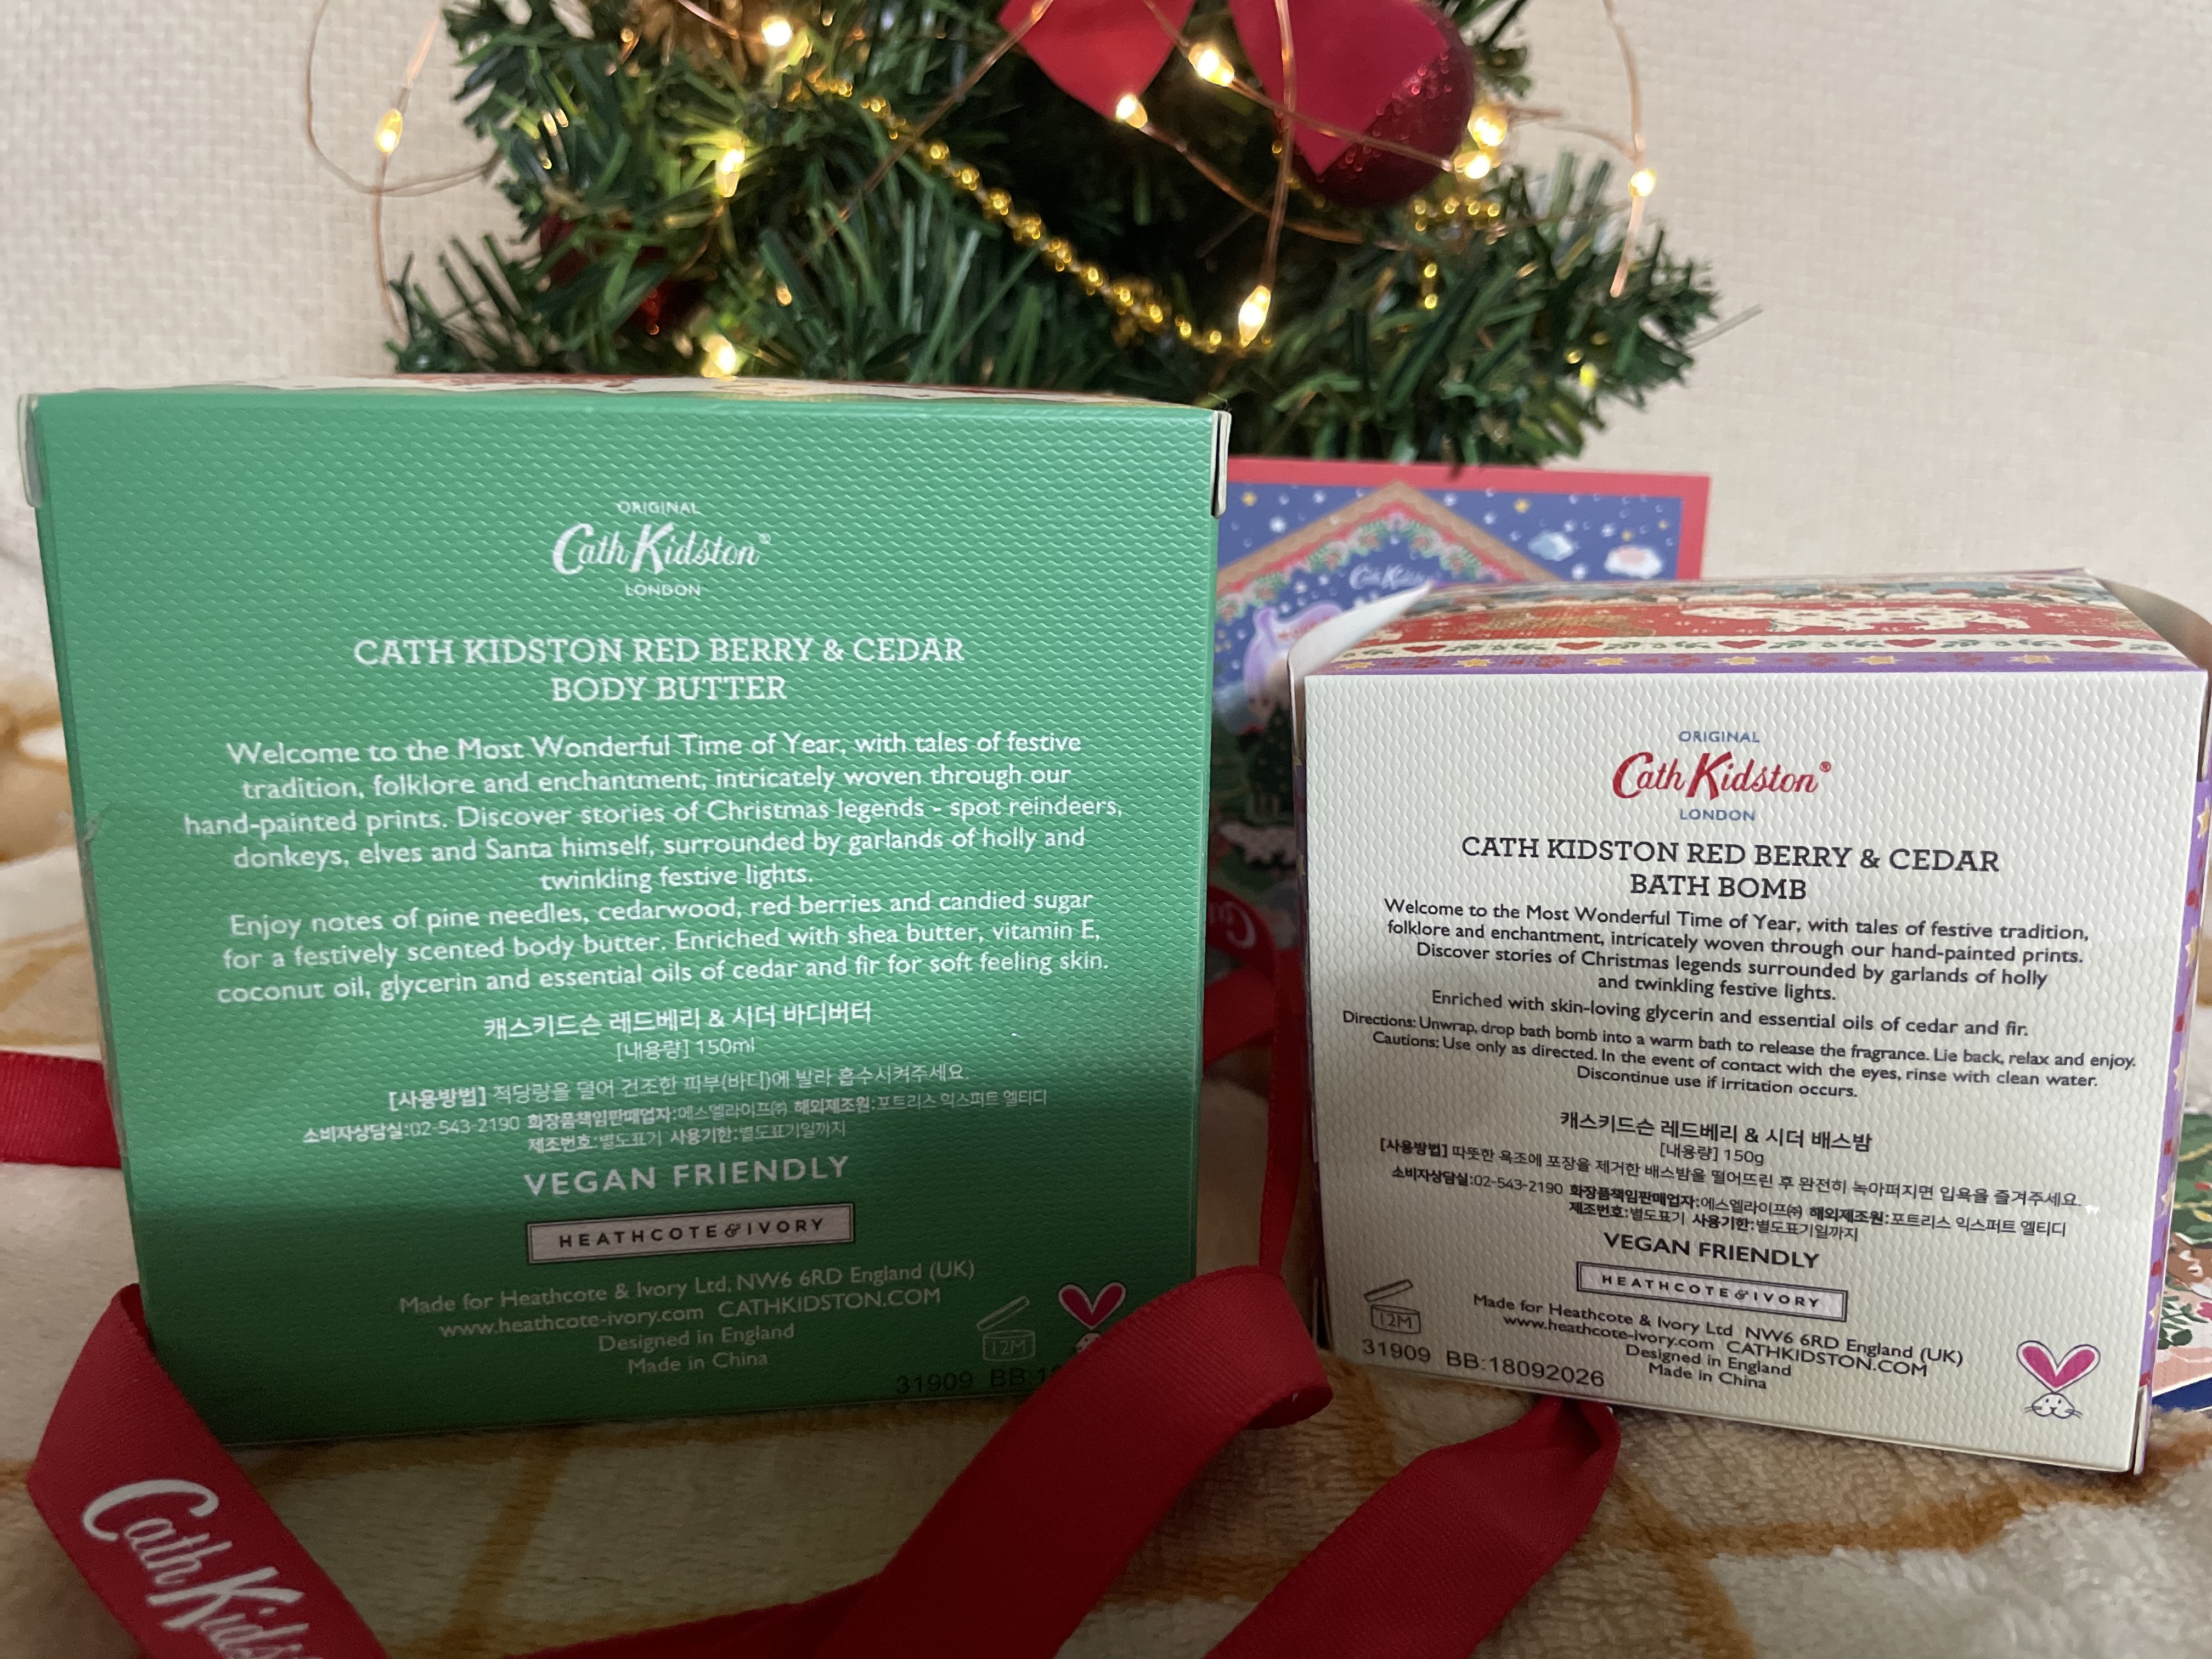 ORIGINAL
Cath Kidston®
LONDON
CATH KIDSTON RED BERRY & CEDAR
BODY BUTTER
Welcome to the Most Wonderful Time of Year, with tales of festive
tradition, folklore and enchantment, intricately woven through our
hand-painted prints. Discover stories of Christmas legends - spot reindeers,
donkeys, elves and Santa himself, surrounded by garlands of holly and
twinkling festive lights.
Enjoy notes of pine needles, cedarwood, red berries and candied sugar
for a festively scented body butter. Enriched with shea butter, vitamin E,
coconut oil, glycerin and essential oils of cedar and fir for soft feeling skin.
캐스키드슨 레드베리 & 시더 바디버터
[내용량] 150ml
[사용방법] 적당량을 덜어 건조한 피부(바디)에 발라 흡수시켜주세요.
소비자상담실:02-543-2190 화장품책임판매업자:에스엘라이프㈜ 해외제조원:포트리스 익스퍼트 엘티디
제조번호:별도표기 사용기한:별도표기일까지
VEGAN FRIENDLY
HEATHCOTE & IVORY
Made for Heathcote & Ivory Ltd, NW6 6RD England (UK)
www.heathcote-ivory.com CATHKIDSTON.COM
Designed in England
Made in China
12M
31909 BB:1
Cath Kids
Cath Kidston
ORIGINAL
Cath Kidston®
LONDON
CATH KIDSTON RED BERRY & CEDAR
BATH BOMB
Welcome to the Most Wonderful Time of Year, with tales of festive tradition,
folklore and enchantment, intricately woven through our hand-painted prints.
Discover stories of Christmas legends surrounded by garlands of holly
and twinkling festive lights.
Enriched with skin-loving glycerin and essential oils of cedar and fir.
Directions: Unwrap, drop bath bomb into a warm bath to release the fragrance. Lie back, relax and enjoy.
Cautions: Use only as directed. In the event of contact with the eyes, rinse with clean water.
Discontinue use if irritation occurs.
캐스키드슨 레드베리 & 시더 배스밤
[내용량] 150g
[사용방법] 따뜻한 욕조에 포장을 제거한 배스밤을 떨어뜨린 후 완전히 녹아퍼지면 입욕을 즐겨주세요.
소비자상담실:02-543-2190 화장품책임판매업자:에스엘라이프㈜ 해외제조원:포트리스 익스퍼트 엘티디
제조번호:별도표기 사용기한:별도표기일까지
VEGAN FRIENDLY
HEATHCOTE & IVORY
Made for Heathcote & Ivory Ltd NW6 6RD England (UK)
www.heathcote-ivory.com CATHKIDSTON.COM
Designed in England
Made in China
12M
31909 BB:18092026